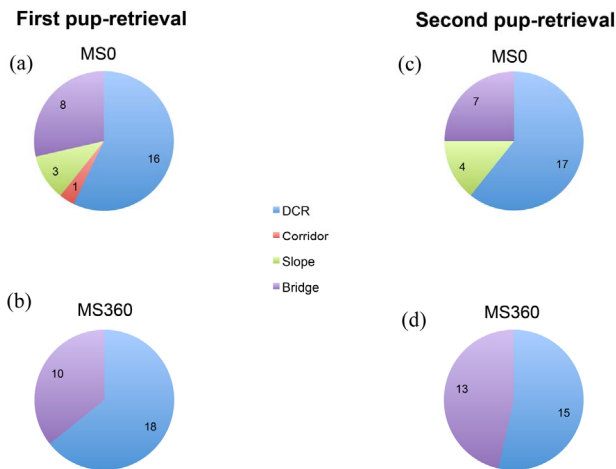 First pup-retrieval
Second pup-retrieval
(a)
MS0
8
16
3
1
(c)
MS0
7
17
4
DCR
Corridor
Slope
Bridge
(b)
MS360
10
18
(d)
MS360
13
15